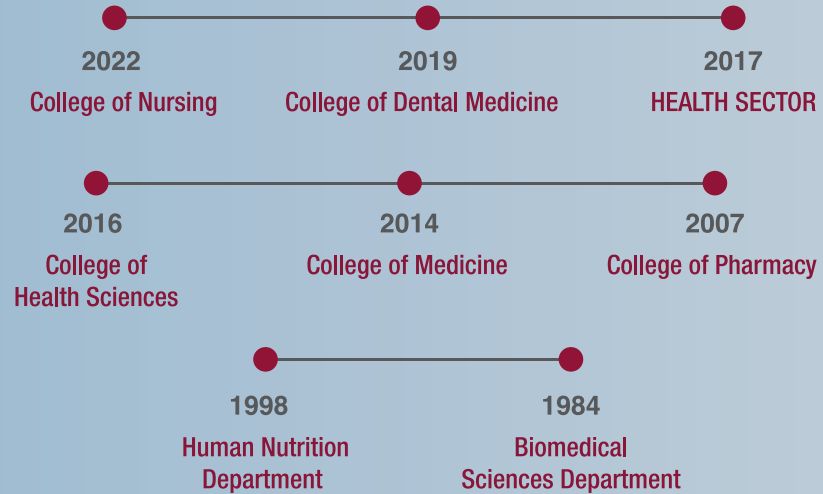 2022
College of Nursing
2019
College of Dental Medicine
2017
HEALTH SECTOR
2016
College of
Health Sciences
2014
College of Medicine
2007
College of Pharmacy
1998
Human Nutrition
Department
1984
Biomedical
Sciences Department